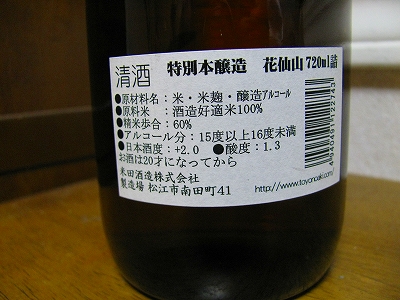 清酒 特別本醸造 花仙山 720ml詰
●原材料名：米・米麹・醸造アルコール
●原料米 ：酒造好適米100%
●精米歩合：60%
●アルコール分：15度以上16度未満
●日本酒度：+2.0 ●酸度：1.3
お酒は20才になってから
米田酒造株式会社
製造場 松江市南田町41